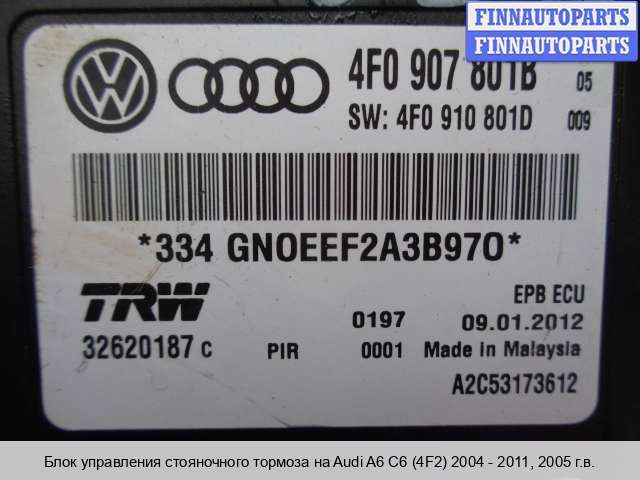 FINNAUTOPARTS
FINNAUTOPARTS
4F0 907 801B 05
SW: 4F0 910 801D 009
*334 GN0EEF2A3B970*
TRW EPB ECU
0197 09.01.2012
32620187 C PIR 0001 Made in Malaysia
A2C53173612
Блок управления стояночного тормоза на Audi A6 C6 (4F2) 2004 - 2011, 2005 г.в.